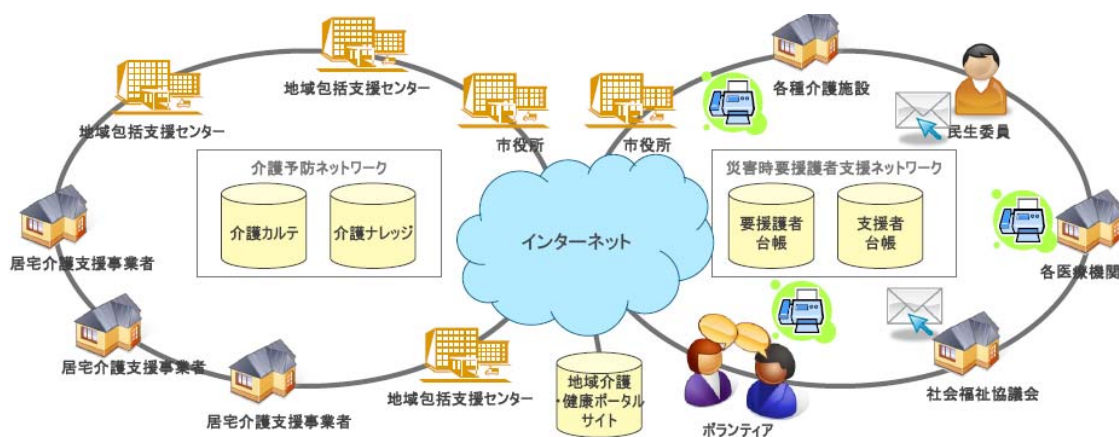 地域包括支援センター
地域包括支援センター
市役所
市役所
各種介護施設
民生委員
介護予防ネットワーク
介護カルテ
介護ナレッジ
インターネット
災害時要援護者支援ネットワーク
要援護者
台帳
支援者
台帳
居宅介護支援事業者
各医療機関
居宅介護支援事業者
居宅介護支援事業者
地域包括支援センター
地域介護
・健康ポータル
サイト
ボランティア
社会福祉協議会